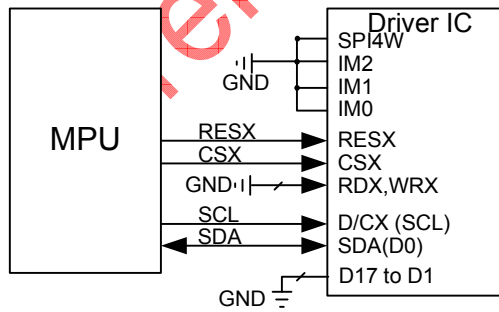 Driver IC
SPI4W
IM2
GND
IM1
IM0
MPU
RESX
RESX
CSX
CSX
GND
RDX,WRX
SCL
D/CX (SCL)
SDA
SDA(D0)
D17 to D1
GND